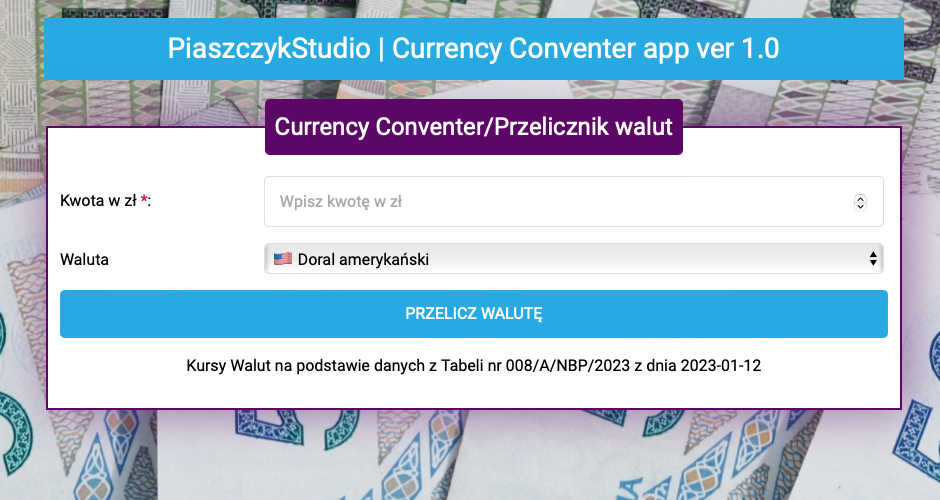 PiaszczykStudio | Currency Conventer app ver 1.0
Currency Conventer/Przelicznik walut
Kwota w zł *:
Wpisz kwotę w zł
Waluta
Doral amerykański
PRZELICZ WALUTĘ
Kursy Walut na podstawie danych z Tabeli nr 008/A/NBP/2023 z dnia 2023-01-12